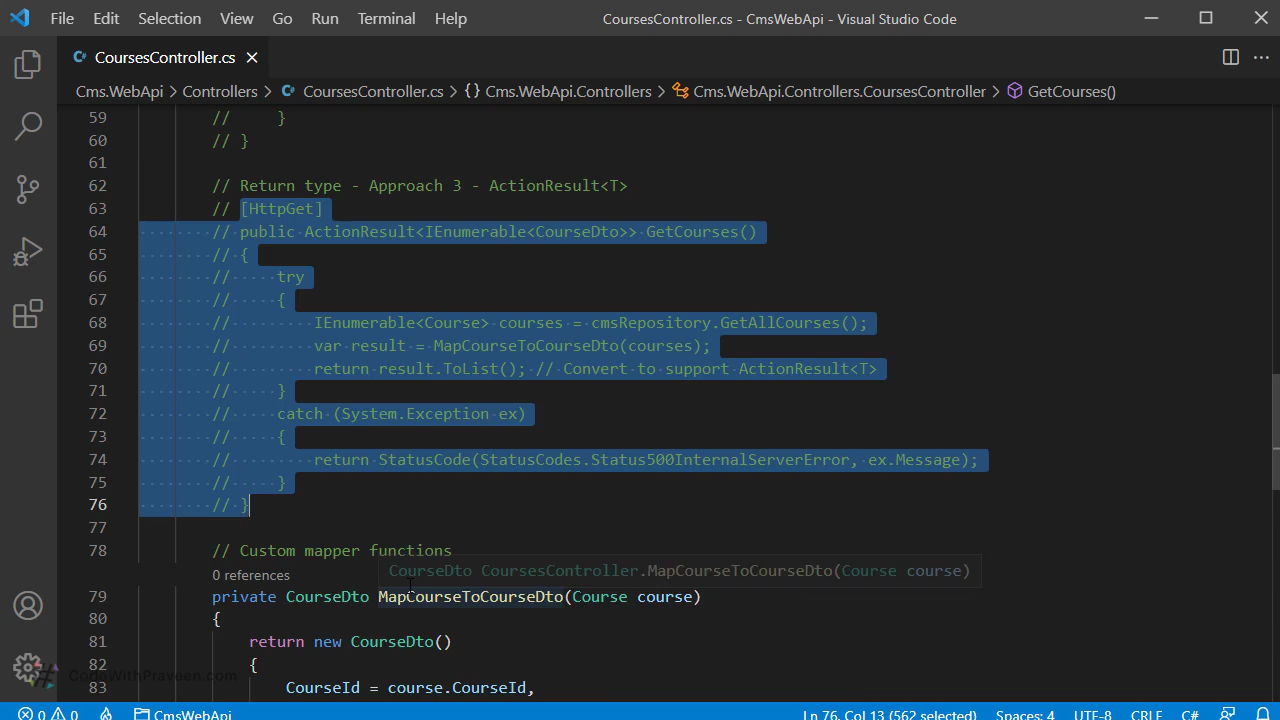 File Edit Selection View Go Run Terminal Help CoursesController.cs - CmsWebApi - Visual Studio Code
C# CoursesController.cs
Cms.WebApi > Controllers > C# CoursesController.cs > {} Cms.WebApi.Controllers > Cms.WebApi.Controllers.CoursesController > GetCourses()
59 //     }
60 // }
61
62 // Return type - Approach 3 - ActionResult<T>
63 // [HttpGet]
64 // public ActionResult<IEnumerable<CourseDto>> GetCourses()
65 // {
66 //     try
67 //     {
68 //         IEnumerable<Course> courses = cmsRepository.GetAllCourses();
69 //         var result = MapCourseToCourseDto(courses);
70 //         return result.ToList(); // Convert to support ActionResult<T>
71 //     }
72 //     catch (System.Exception ex)
73 //     {
74 //         return StatusCode(StatusCodes.Status500InternalServerError, ex.Message);
75 //     }
76 // }
77
78 // Custom mapper functions
CourseDto CoursesController.MapCourseToCourseDto(Course course)
0 references
79 private CourseDto MapCourseToCourseDto(Course course)
80 {
81     return new CourseDto()
82     {
83         CourseId = course.CourseId,
CodeWithPraveen.com
0 0 CmsWebApi Ln 76, Col 13 (562 selected) Spaces: 4 UTF-8 CRLF C#